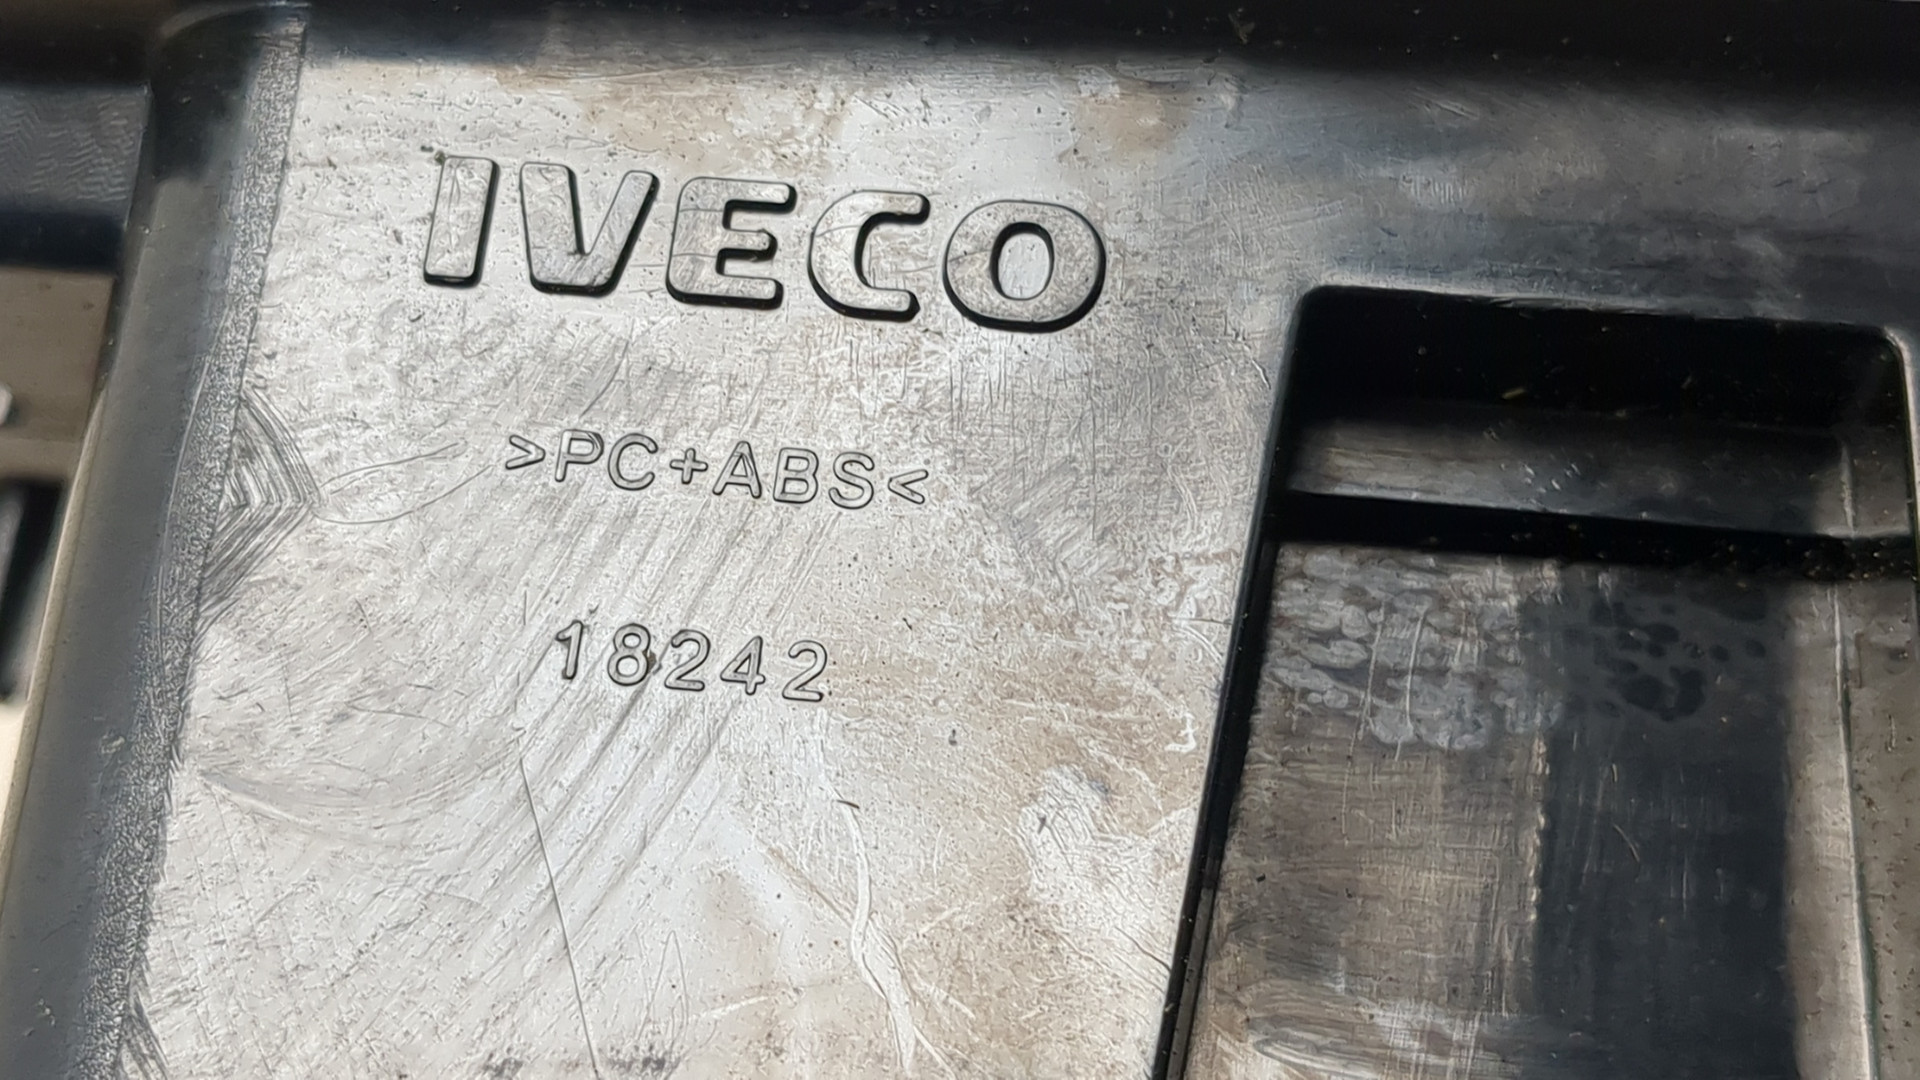 IVECO
>PC+ABS<
18242